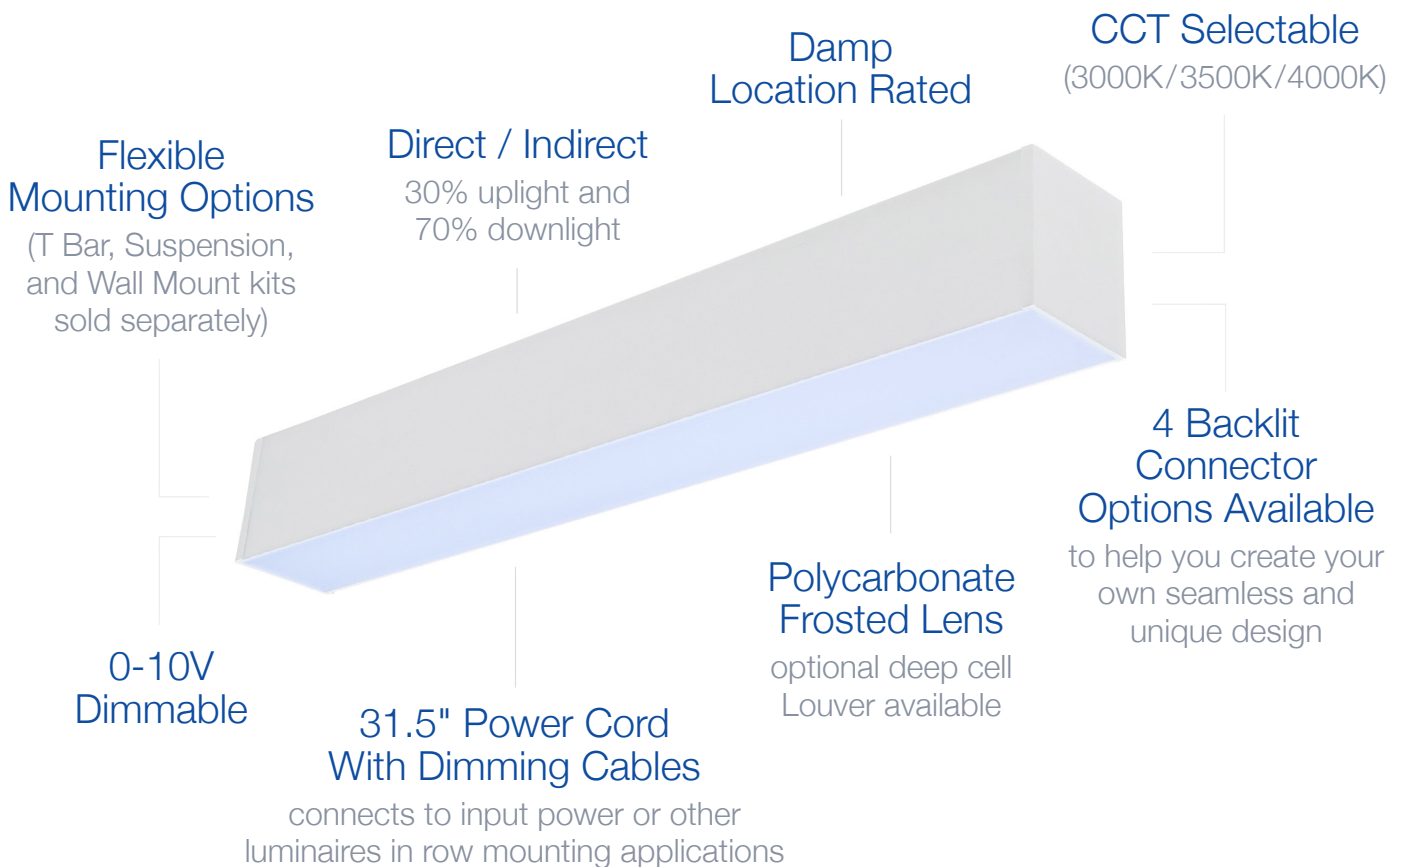 Flexible
Mounting Options
(T Bar, Suspension,
and Wall Mount kits
sold separately)
Direct / Indirect
30% uplight and
70% downlight
Damp
Location Rated
CCT Selectable
(3000K/3500K/4000K)
0-10V
Dimmable
31.5" Power Cord
With Dimming Cables
connects to input power or other
luminaires in row mounting applications
Polycarbonate
Frosted Lens
optional deep cell
Louver available
4 Backlit
Connector
Options Available
to help you create your
own seamless and
unique design